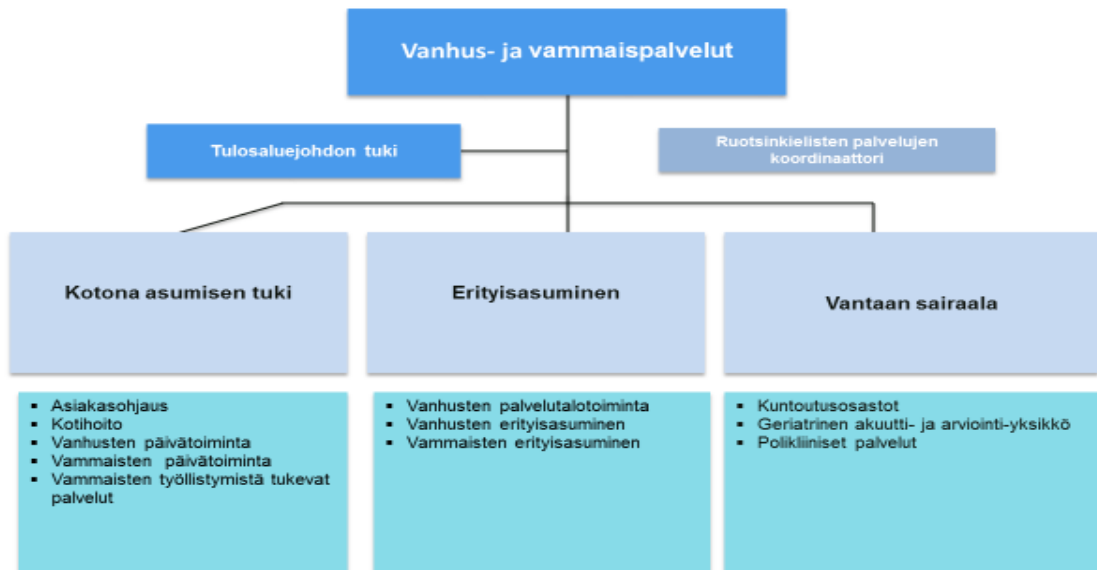 Vanhus- ja vammaispalvelut
Tulosaluejohdon tuki
Ruotsinkielisten palvelujen
koordinaattori
Kotona asumisen tuki
Erityisasuminen
Vantaan sairaala
▪ Asiakasohjaus
▪ Kotihoito
▪ Vanhusten päivätoiminta
▪ Vammaisten päivätoiminta
▪ Vammaisten työllistymistä tukevat
palvelut
▪ Vanhusten palvelutalotoiminta
▪ Vanhusten erityisasuminen
▪ Vammaisten erityisasuminen
▪ Kuntoutusosastot
▪ Geriatrinen akuutti- ja arviointi-yksikkö
▪ Polikliiniset palvelut